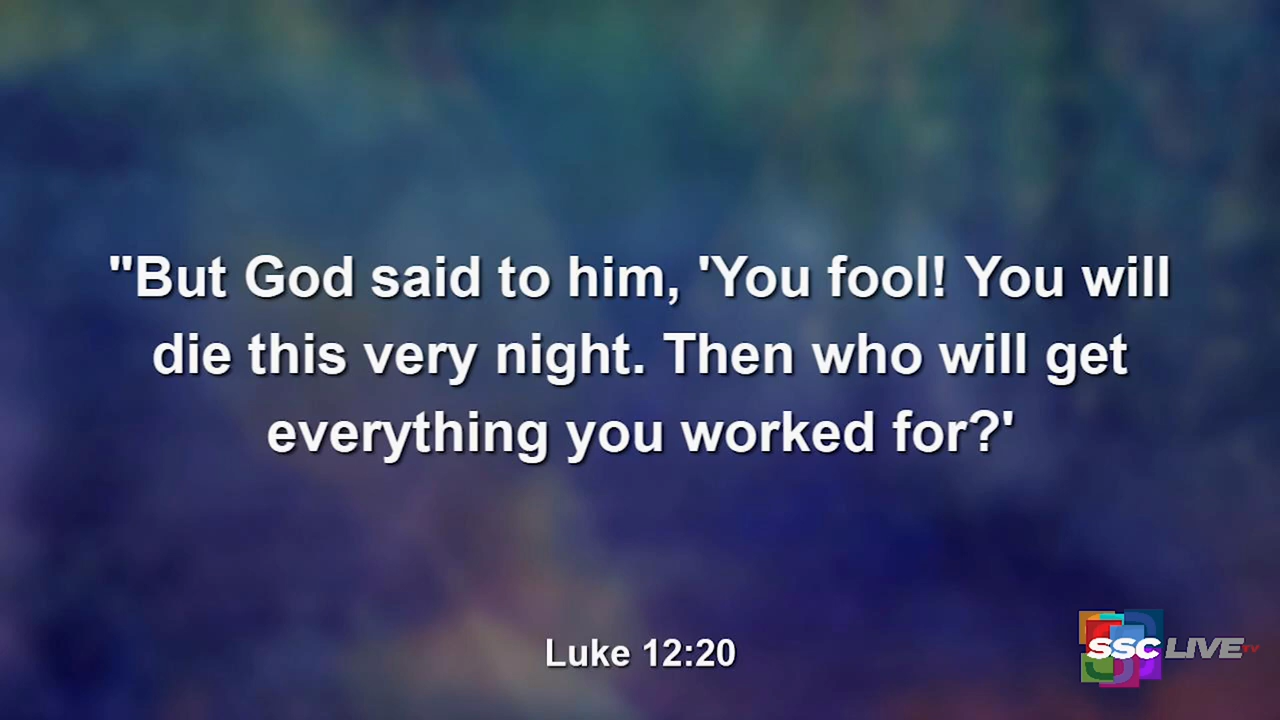 "But God said to him, 'You fool! You will
die this very night. Then who will get
everything you worked for?'
Luke 12:20
SSC LIVE TV